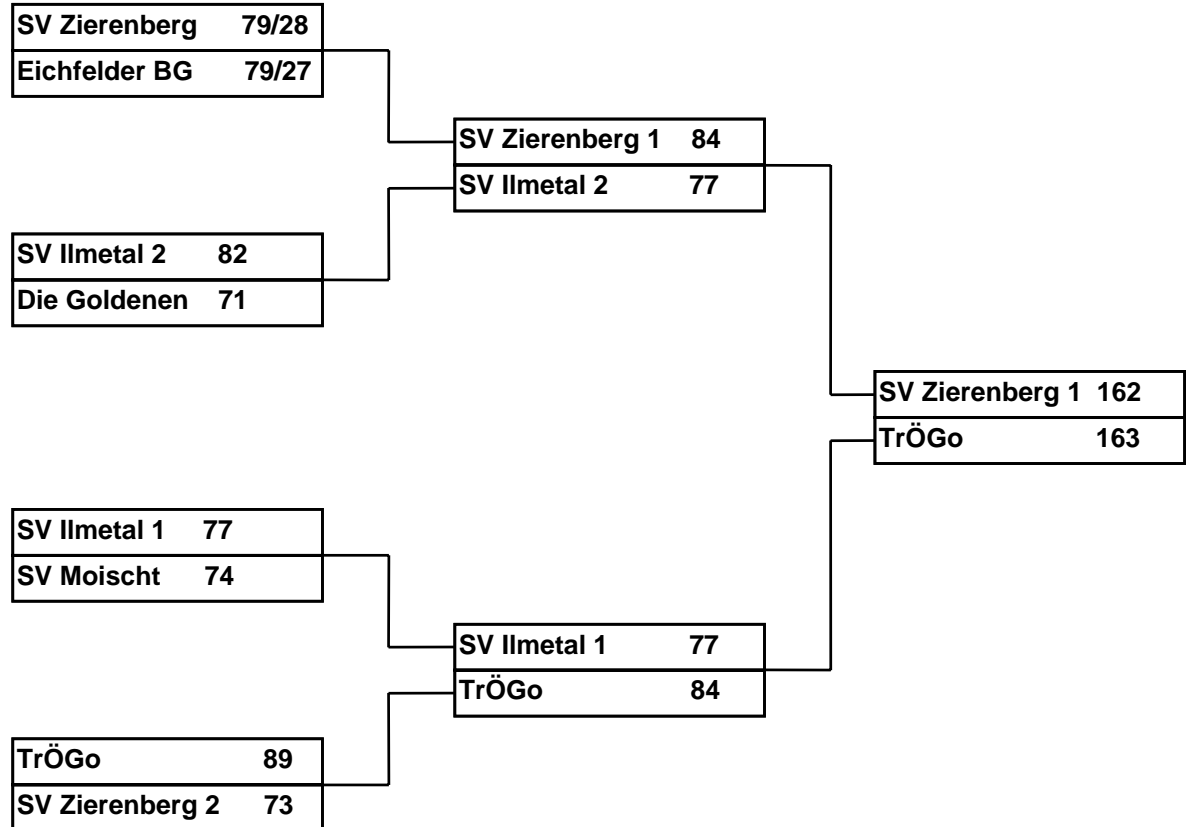 SV Zierenberg 79/28
Eichfelder BG 79/27
SV Zierenberg 1 84
SV Ilmetal 2 77
SV Ilmetal 2 82
Die Goldenen 71
SV Zierenberg 1 162
TrÖGo 163
SV Ilmetal 1 77
SV Moischt 74
SV Ilmetal 1 77
TrÖGo 84
TrÖGo 89
SV Zierenberg 2 73